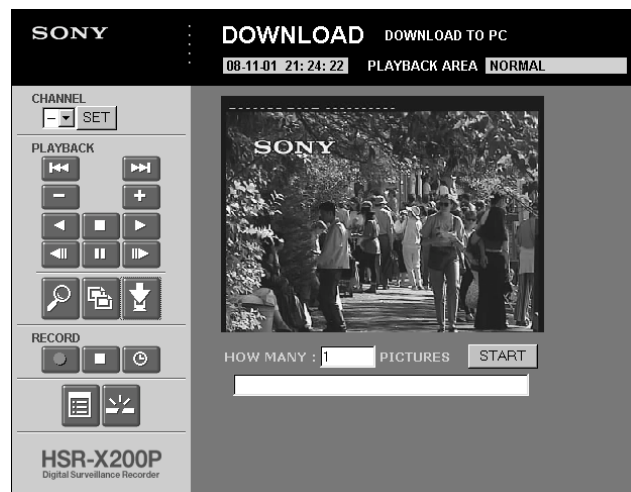 SONY
DOWNLOAD DOWNLOAD TO PC
08-11-01 21: 24: 22 PLAYBACK AREA NORMAL
CHANNEL
– SET
PLAYBACK
RECORD
HSR-X200P
Digital Surveillance Recorder
SONY
HOW MANY : 1 PICTURES START